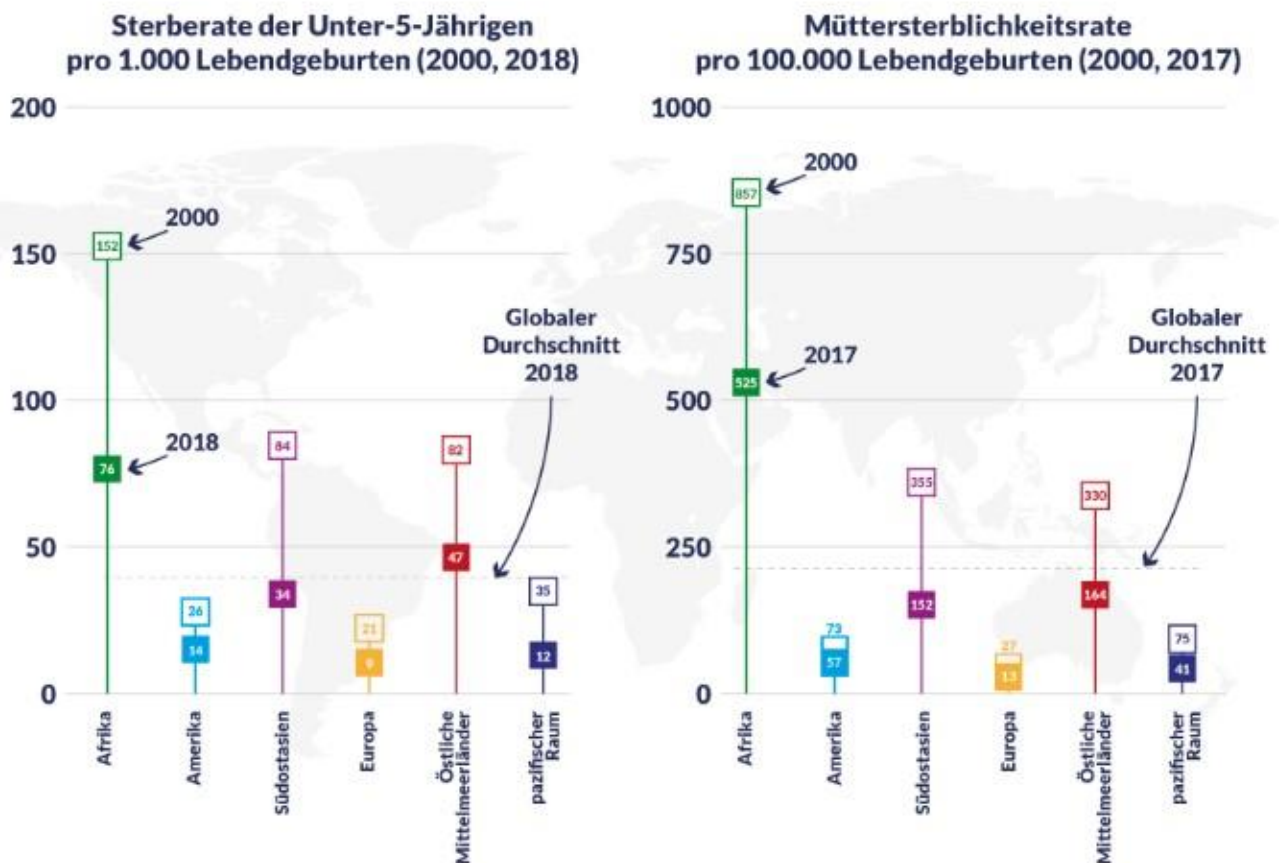 Sterberate der Unter-5-Jährigen
pro 1.000 Lebendgeburten (2000, 2018)
200
150
100
50
0
152
2000
76
2018
26
14
84
34
21
9
82
47
35
12
Globaler
Durchschnitt
2018
Afrika
Amerika
Südostasien
Europa
Östliche
Mittelmeerländer
pazifischer
Raum
Müttersterblichkeitsrate
pro 100.000 Lebendgeburten (2000, 2017)
1000
750
500
250
0
857
2000
525
2017
73
57
355
152
27
13
330
164
75
41
Globaler
Durchschnitt
2017
Afrika
Amerika
Südostasien
Europa
Östliche
Mittelmeerländer
pazifischer
Raum